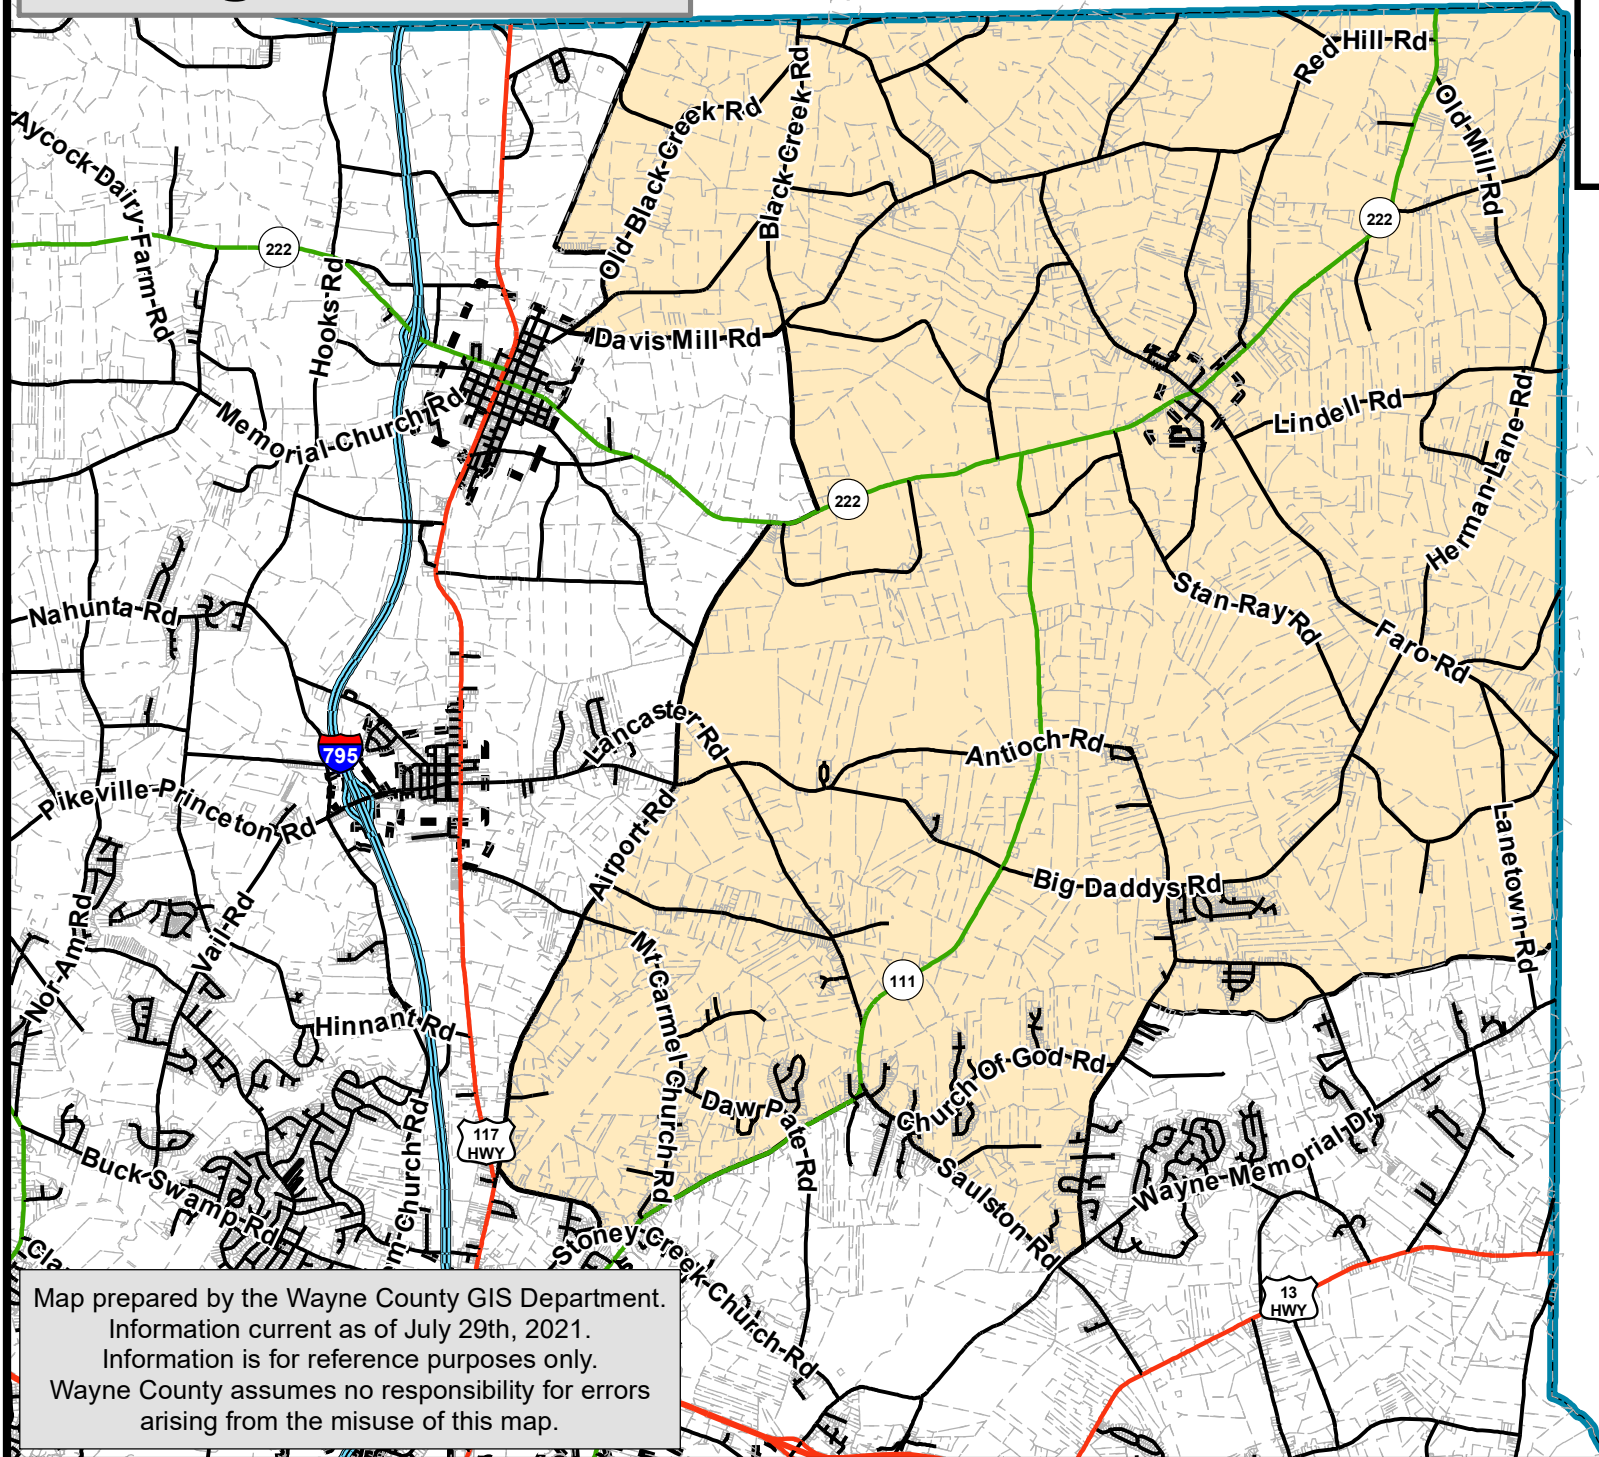 Red Hill Rd
Old Mill Rd
Old Black Creek Rd
Black Creek Rd
Aycock Dairy Farm Rd
222
222
Hooks Rd
Davis Mill Rd
Memorial Church Rd
Lindell Rd
Herman Lane Rd
222
Nahunta Rd
Stan Ray Rd
Faro Rd
Lancaster Rd
Antioch Rd
795
Pikeville Princeton Rd
Airport Rd
Big Daddys Rd
Lanetown Rd
Nor Am Rd
Vail Rd
Mt Carmel Church Rd
111
Hinnant Rd
Church Of God Rd
Daw Pate Rd
117
HWY
Buck Swamp Rd
rm Church Rd
Saulston Rd
Wayne Memorial Dr
Stoney Creek Church Rd
Cla
13
HWY
Map prepared by the Wayne County GIS Department.
Information current as of July 29th, 2021.
Information is for reference purposes only.
Wayne County assumes no responsibility for errors
arising from the misuse of this map.